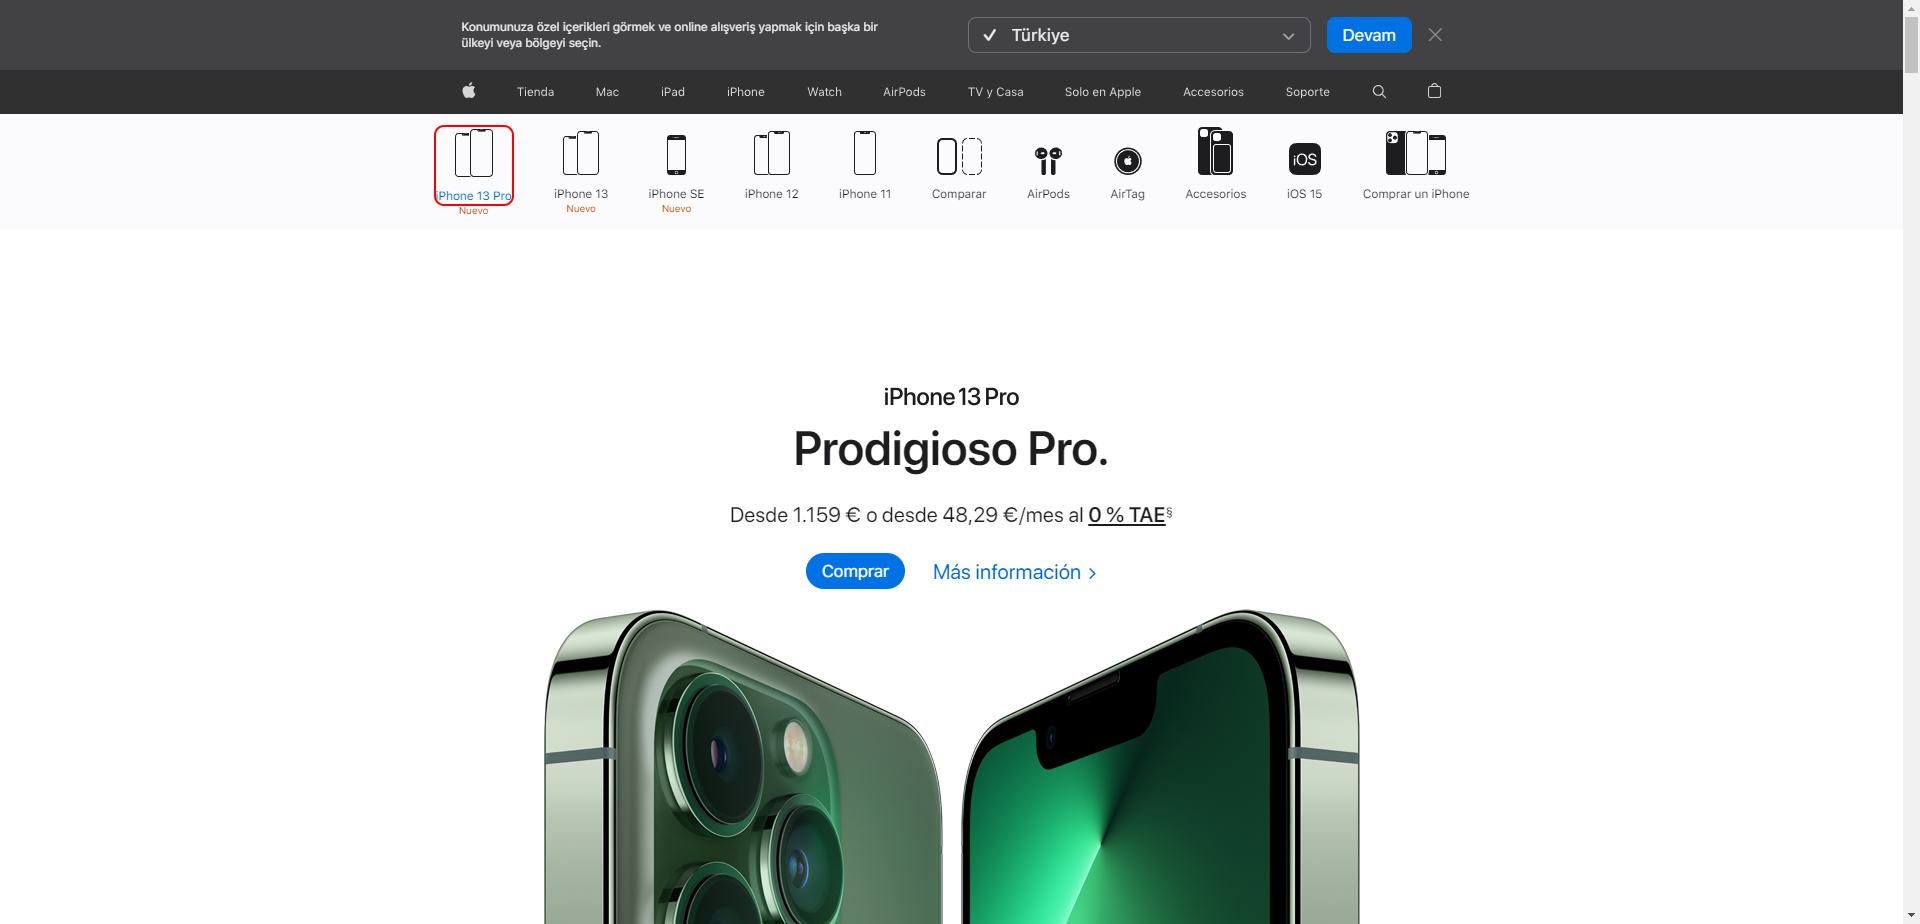 Konumunuza özel içerikleri görmek ve online alışveriş yapmak için başka bir
ülkeyi veya bölgeyi seçin.
Türkiye
Devam
Tienda
Mac
iPad
iPhone
Watch
AirPods
TV y Casa
Solo en Apple
Accesorios
Soporte
iPhone 13 Pro
Nuevo
iPhone 13
Nuevo
iPhone SE
Nuevo
iPhone 12
iPhone 11
Comparar
AirPods
AirTag
Accesorios
iOS
iOS 15
Comprar un iPhone
iPhone 13 Pro
Prodigioso Pro.
Desde 1.159 € o desde 48,29 €/mes al 0 % TAE§
Comprar
Más información >